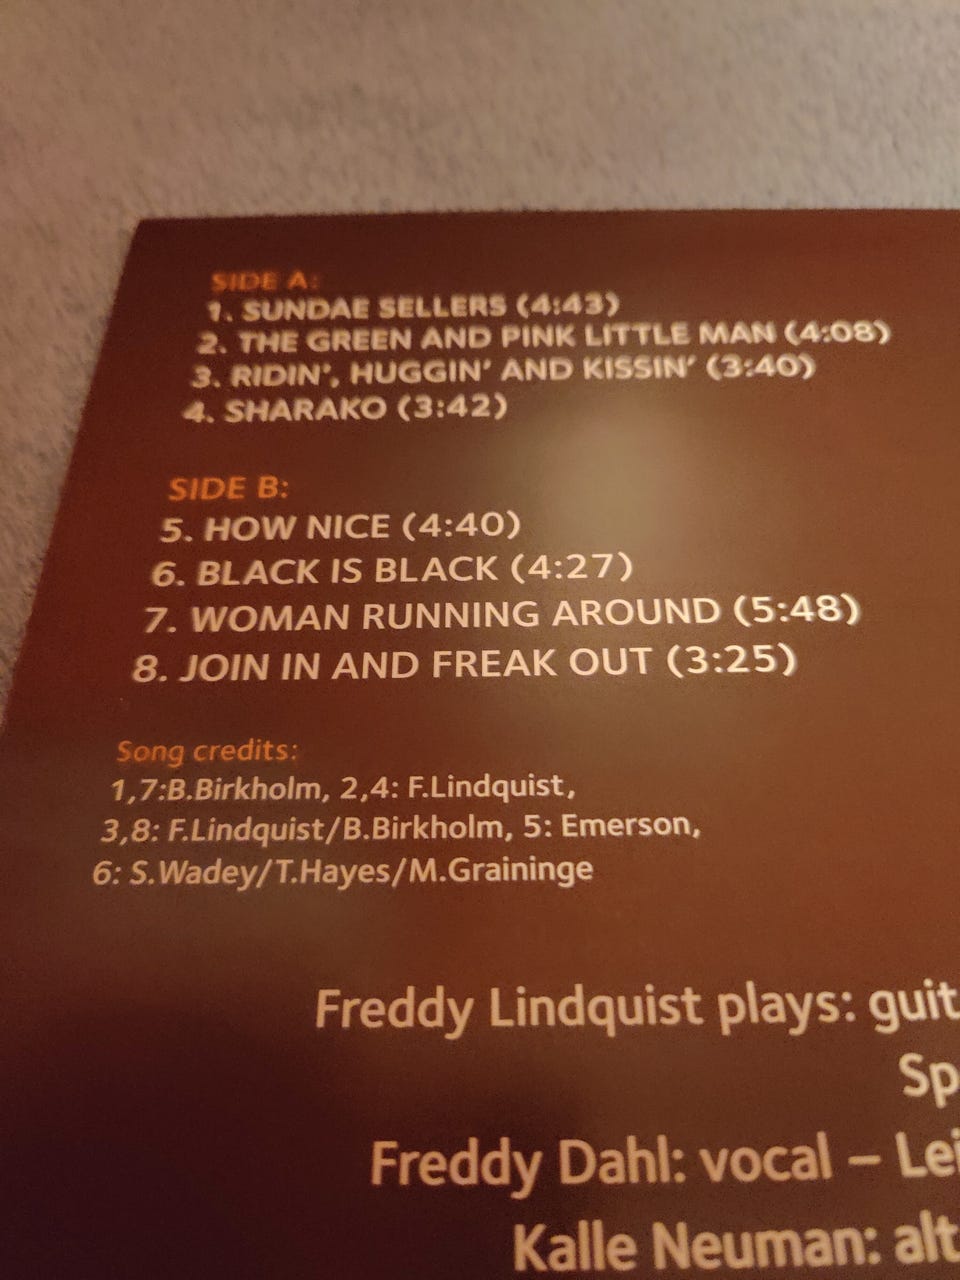 SIDE A:
1. SUNDAE SELLERS (4:43)
2. THE GREEN AND PINK LITTLE MAN (4:08)
3. RIDIN', HUGGIN' AND KISSIN' (3:40)
4. SHARAKO (3:42)
SIDE B:
5. HOW NICE (4:40)
6. BLACK IS BLACK (4:27)
7. WOMAN RUNNING AROUND (5:48)
8. JOIN IN AND FREAK OUT (3:25)
Song credits:
1,7:B.Birkholm, 2,4: F.Lindquist,
3,8: F.Lindquist/B.Birkholm, 5: Emerson,
6: S.Wadey/T.Hayes/M.Graininge
Freddy Lindquist plays: guit
Sp
Freddy Dahl: vocal – Lei
Kalle Neuman: alt